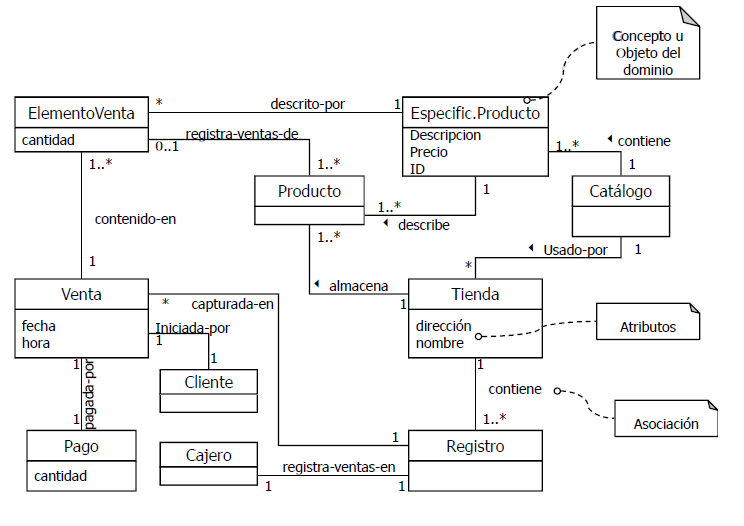 Concepto u
Objeto del
dominio
ElementoVenta
cantidad
*
descrito-por
1
Especific.Producto
Descripcion
Precio
ID
registra-ventas-de
0..1
1..*
1..*
contiene
1
1..*
Producto
1..*
describe
1
Catálogo
contenido-en
1..*
Usado-por
1
*
1
Venta
fecha
hora
*
capturada-en
almacena
1
Tienda
dirección
nombre
Atributos
Iniciada-por
1
1
Cliente
1
pagada-por
1
1
contiene
1..*
Asociación
Pago
cantidad
Cajero
1
Registro
registra-ventas-en
1
1